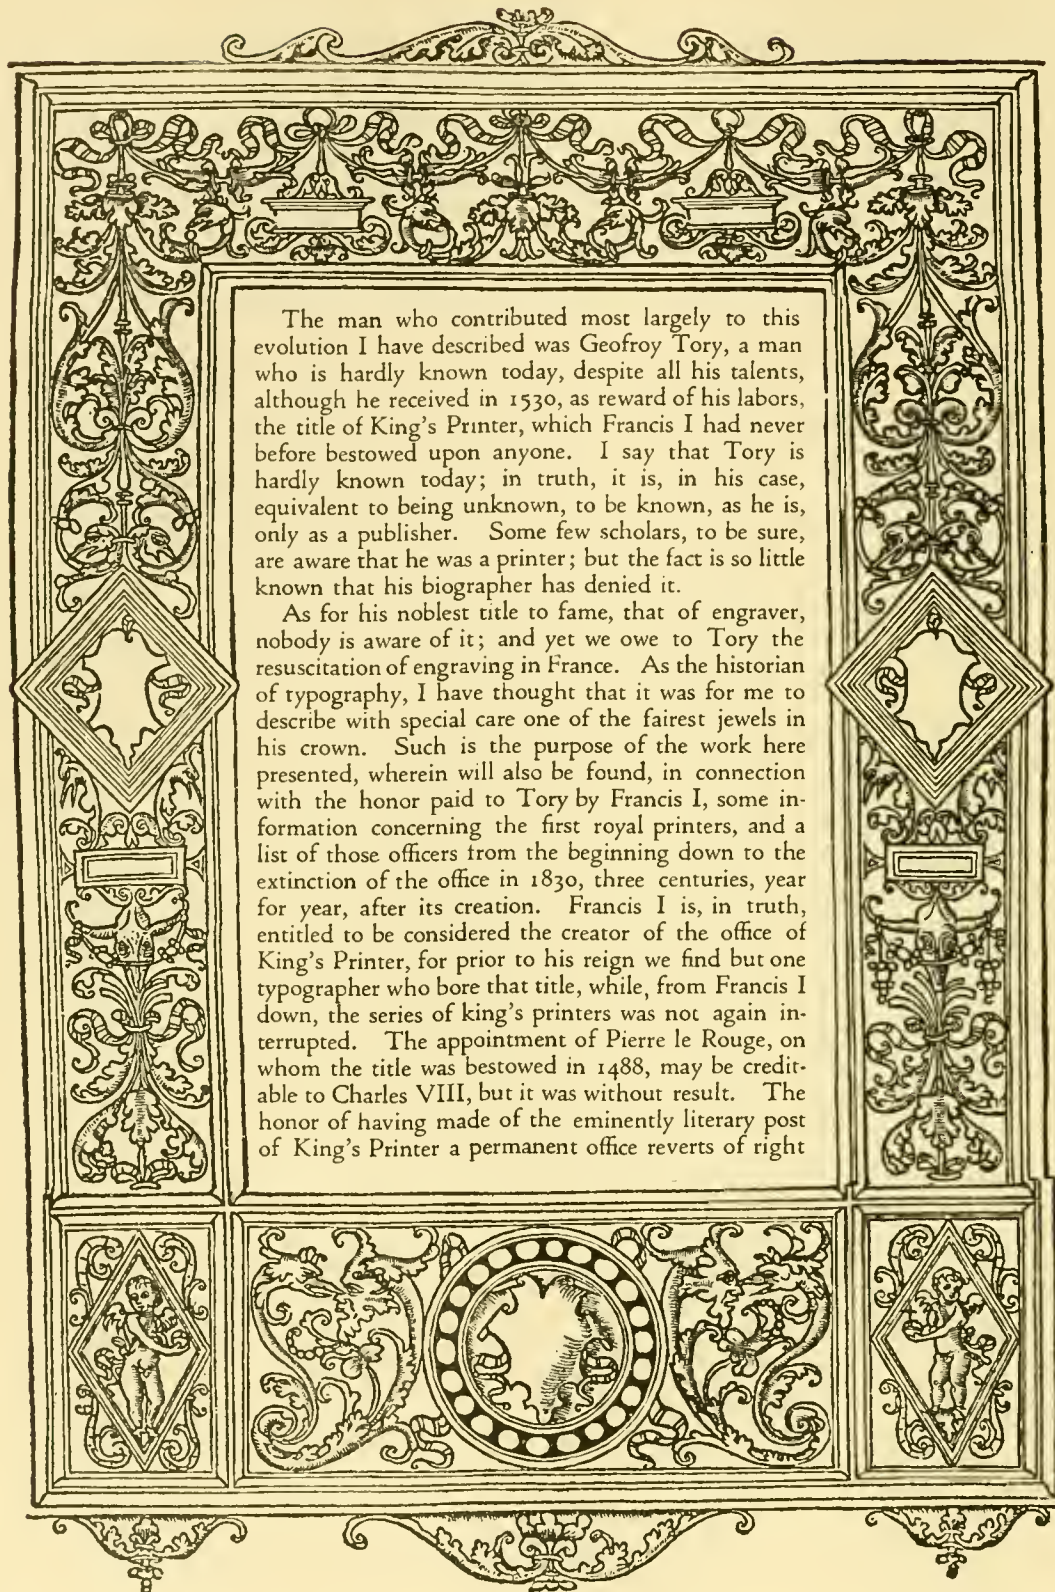 The man who contributed most largely to this
evolution I have described was Geofroy Tory, a man
who is hardly known today, despite all his talents,
although he received in 1530, as reward of his labors,
the title of King's Printer, which Francis I had never
before bestowed upon anyone. I say that Tory is
hardly known today; in truth, it is, in his case,
equivalent to being unknown, to be known, as he is,
only as a publisher. Some few scholars, to be sure,
are aware that he was a printer; but the fact is so little
known that his biographer has denied it.
As for his noblest title to fame, that of engraver,
nobody is aware of it; and yet we owe to Tory the
resuscitation of engraving in France. As the historian
of typography, I have thought that it was for me to
describe with special care one of the fairest jewels in
his crown. Such is the purpose of the work here
presented, wherein will also be found, in connection
with the honor paid to Tory by Francis I, some in-
formation concerning the first royal printers, and a
list of those officers from the beginning down to the
extinction of the office in 1830, three centuries, year
for year, after its creation. Francis I is, in truth,
entitled to be considered the creator of the office of
King's Printer, for prior to his reign we find but one
typographer who bore that title, while, from Francis I
down, the series of king's printers was not again in-
terrupted. The appointment of Pierre le Rouge, on
whom the title was bestowed in 1488, may be credit-
able to Charles VIII, but it was without result. The
honor of having made of the eminently literary post
of King's Printer a permanent office reverts of right